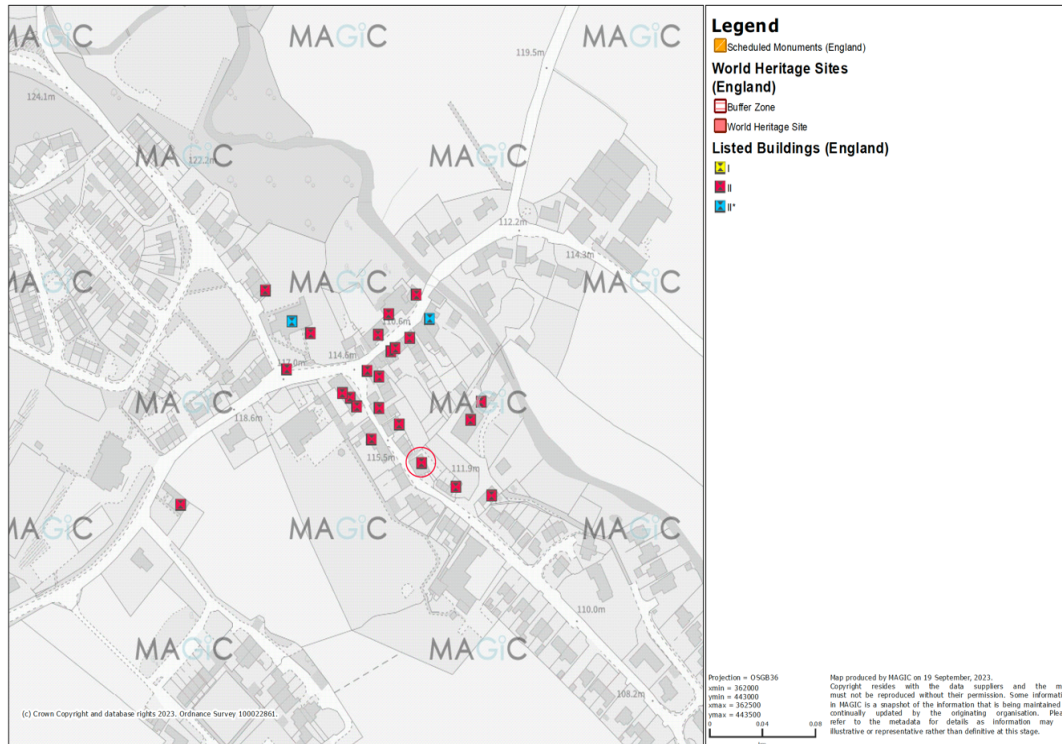 MAGiC MAGiC MAGiC
119.5m
124.1m
MAGiC MAGiC
122.2m
112.2m
114.3m
MAGiC MAGiC MAGiC
110.6m
114.6m
117.0m
MAGiC MAGiC
118.6m
115.5m
111.9m
MAGiC MAGiC MAGiC
110.0m
MAGiC MAGiC
108.2m
(c) Crown Copyright and database rights 2023. Ordnance Survey 100022861.
Legend
Scheduled Monuments (England)
World Heritage Sites
(England)
Buffer Zone
World Heritage Site
Listed Buildings (England)
I
II
II*
Projection = OSGB36
xmin = 362000
ymin = 443000
xmax = 362500
ymax = 443500
0 0.04 0.08
Map produced by MAGIC on 19 September, 2023.
Copyright resides with the data suppliers and the m
must not be reproduced without their permission. Some informati
in MAGIC is a snapshot of the information that is being maintained
continually updated by the originating organisation. Plea
refer to the metadata for details as information may
illustrative or representative rather than definitive at this stage.